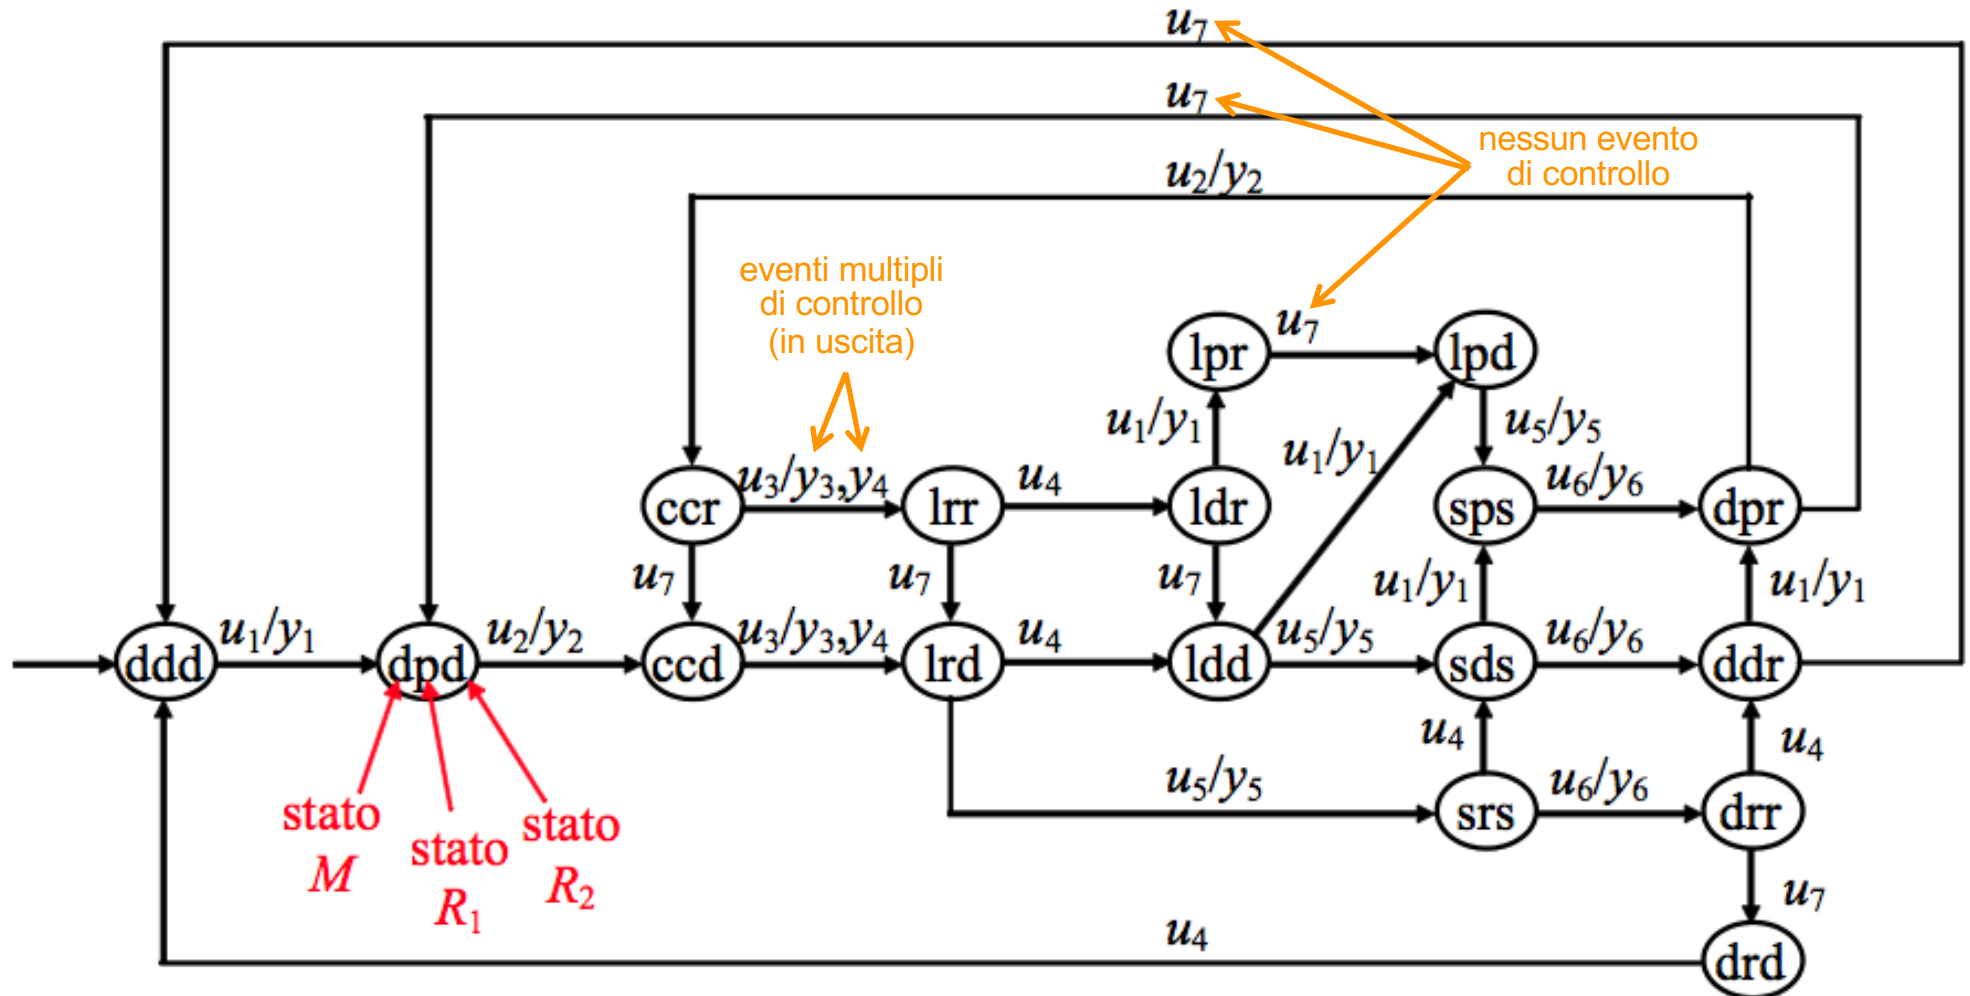 u7
u7
nessun evento
di controllo
u2/y2
eventi multipli
di controllo
(in uscita)
lpr
u7
lpd
u1/y1
u1/y1
u5/y5
ccr
u3/y3,y4
lrr
u4
ldr
sps
u6/y6
dpr
u7
u7
u7
u1/y1
u1/y1
ddd
u1/y1
dpd
u2/y2
ccd
u3/y3,y4
lrd
u4
ldd
u5/y5
sds
u6/y6
ddr
u4
u4
stato
M
stato
R1
stato
R2
u5/y5
srs
u6/y6
drr
u7
u4
drd